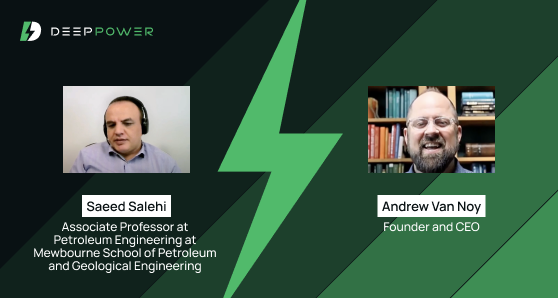 DEEPPOWER
Saeed Salehi
Associate Professor at
Petroleum Engineering at
Mewbourne School of Petroleum
and Geological Engineering
Andrew Van Noy
Founder and CEO